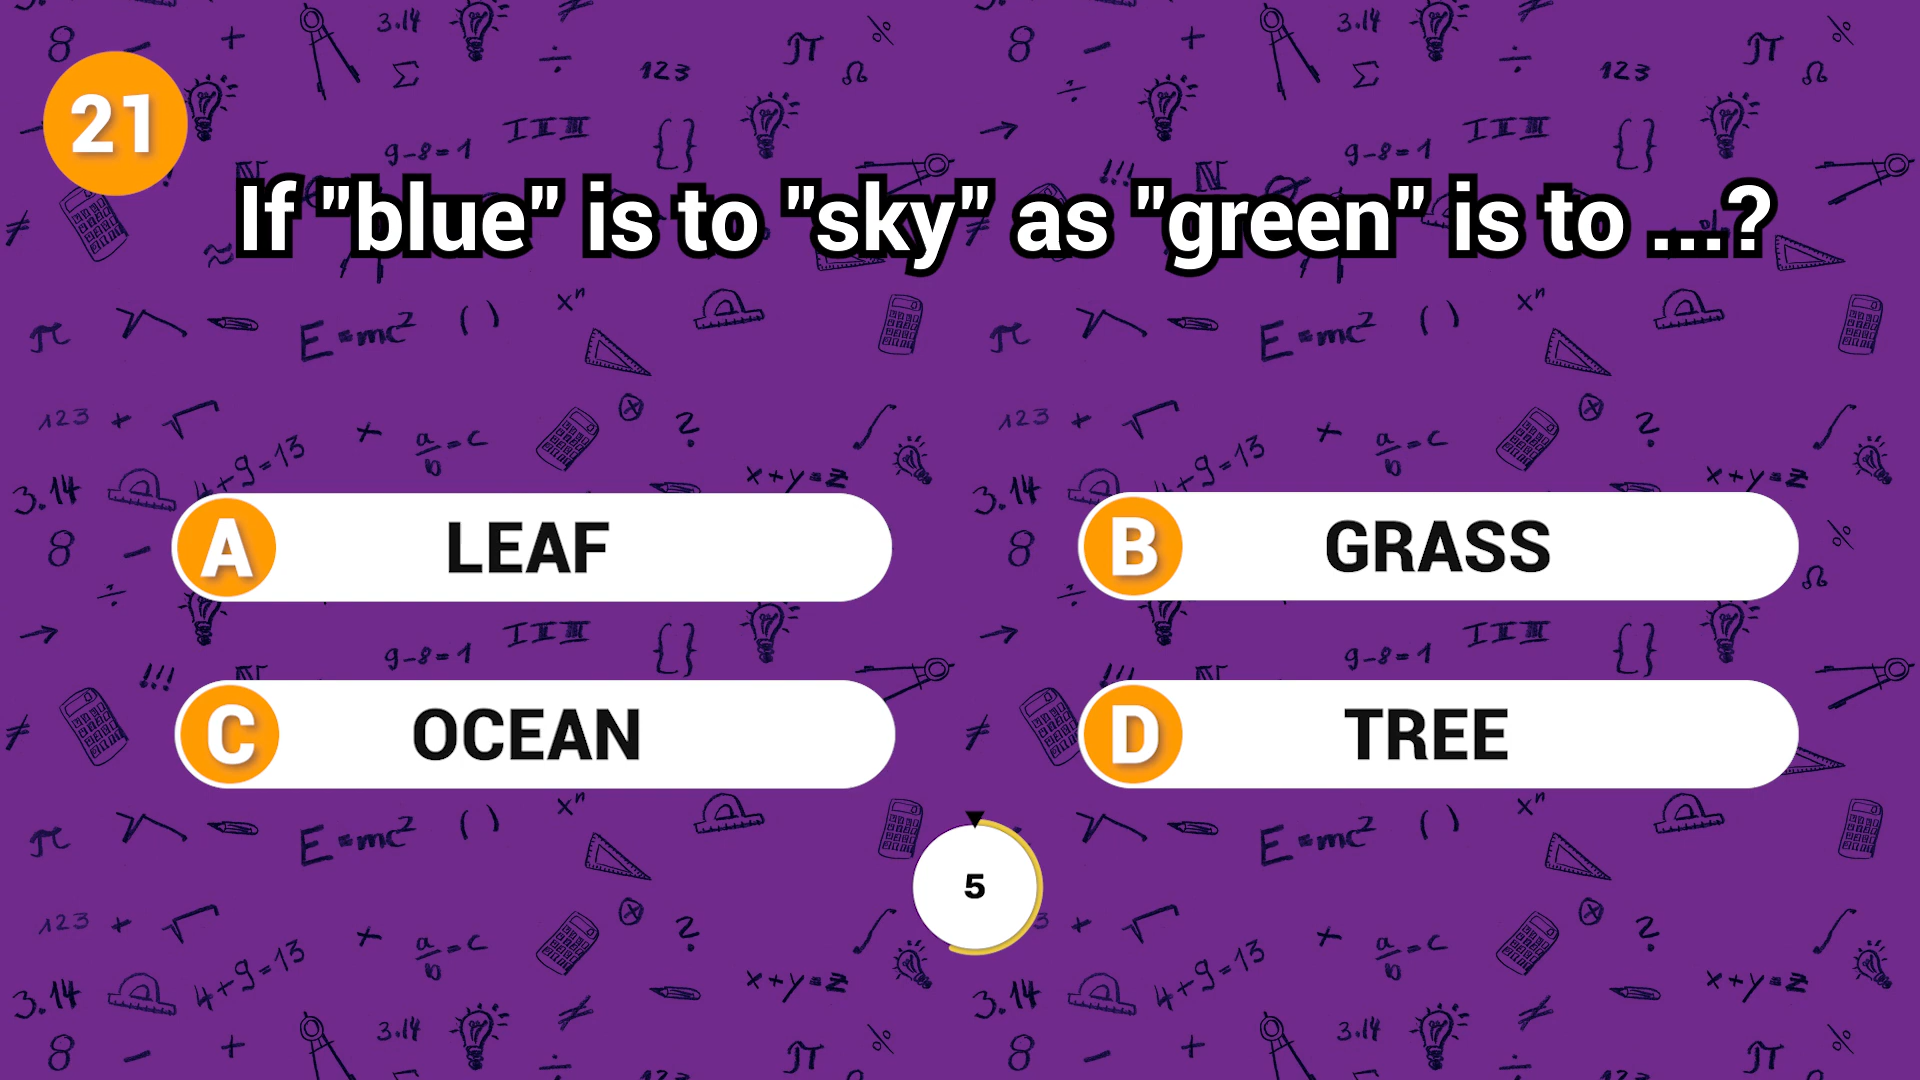 21
If "blue" is to "sky" as "green" is to ...?
A LEAF
B GRASS
C OCEAN
D TREE
5